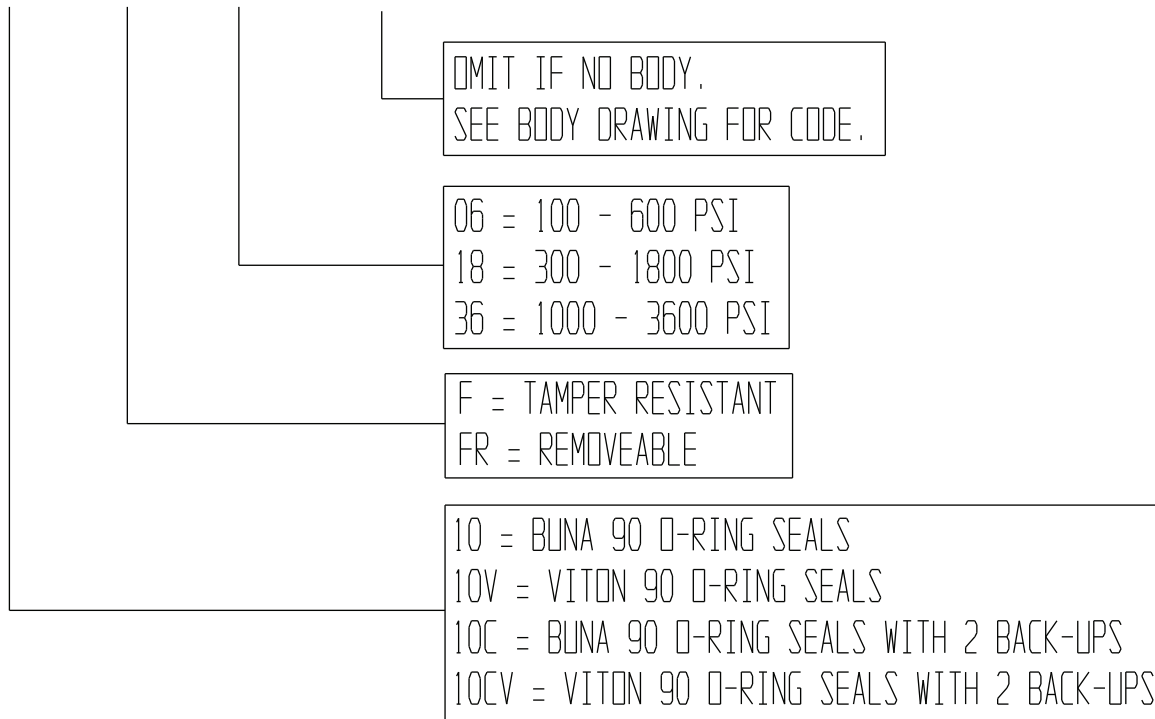 OMIT IF NO BODY.
SEE BODY DRAWING FOR CODE.
06 = 100 - 600 PSI
18 = 300 - 1800 PSI
36 = 1000 - 3600 PSI
F = TAMPER RESISTANT
FR = REMOVEABLE
10 = BUNA 90 O-RING SEALS
10V = VITON 90 O-RING SEALS
10C = BUNA 90 O-RING SEALS WITH 2 BACK-UPS
10CV = VITON 90 O-RING SEALS WITH 2 BACK-UPS